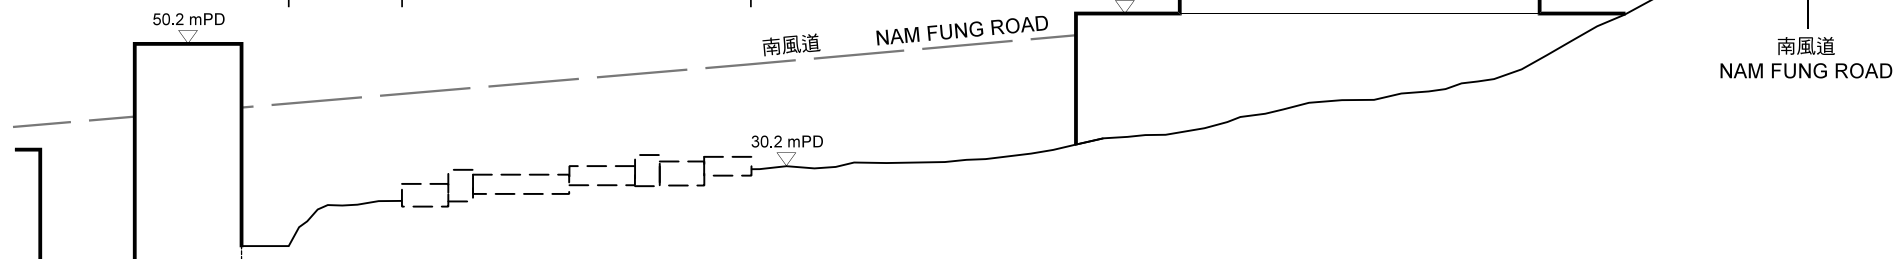 50.2 mPD
南風道 NAM FUNG ROAD
南風道
NAM FUNG ROAD
30.2 mPD